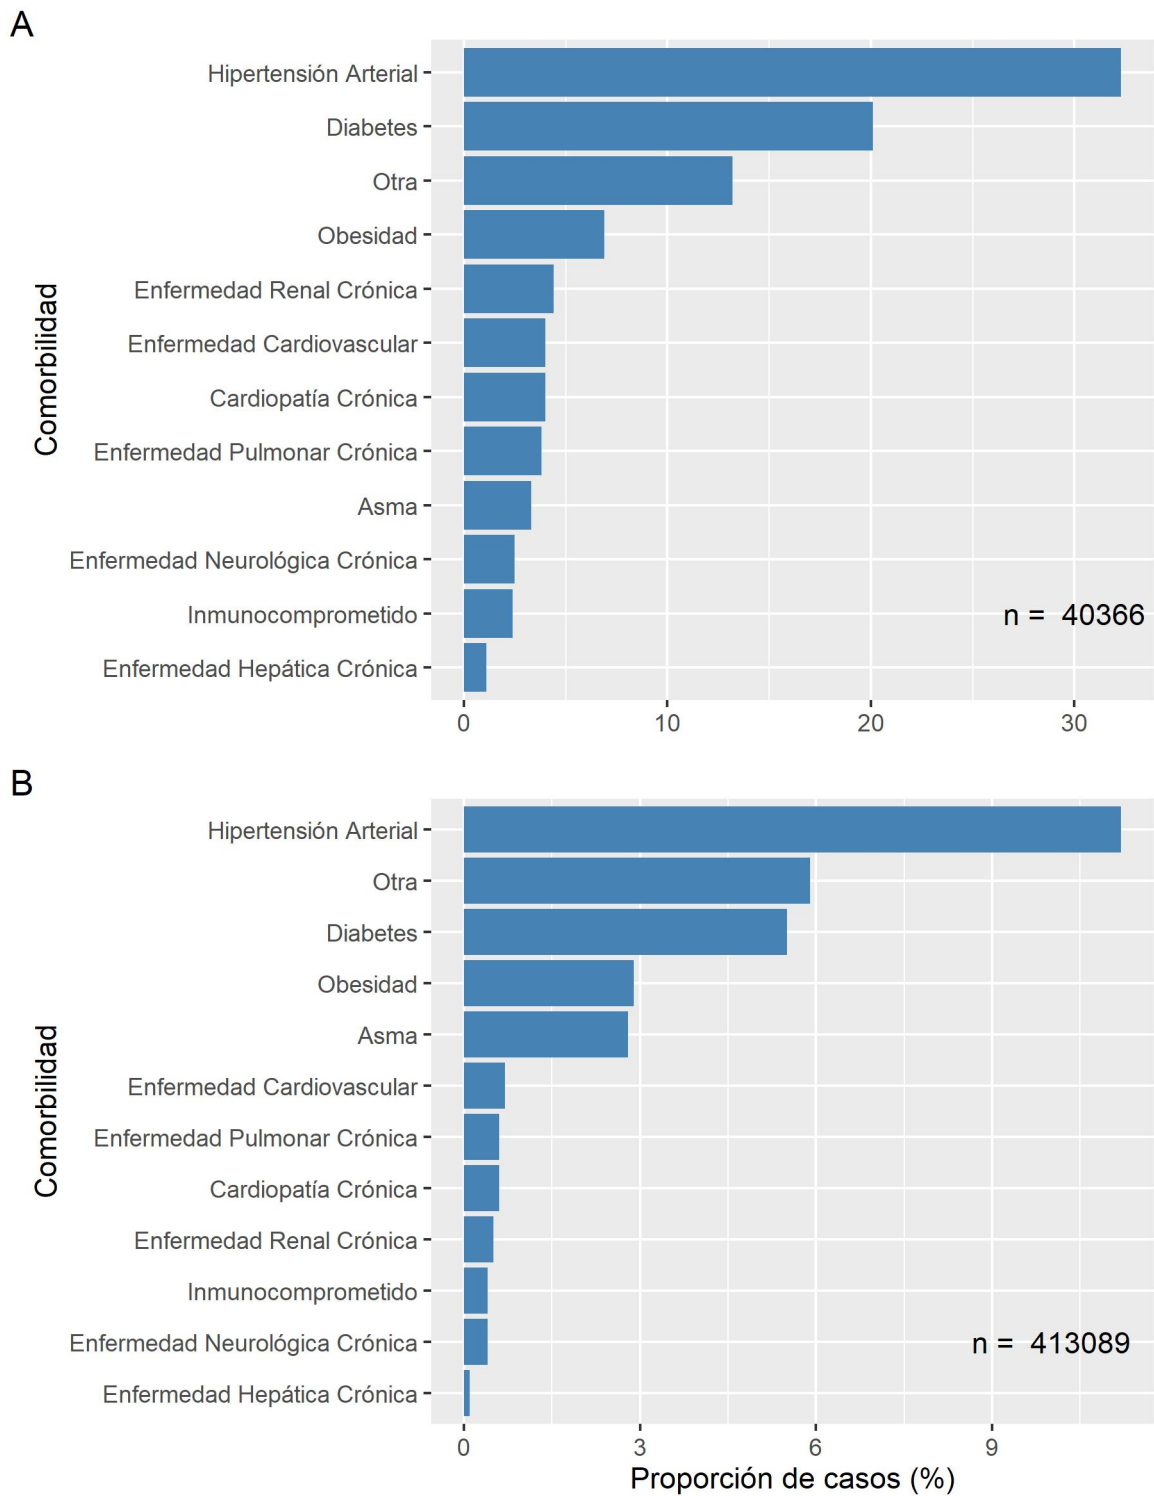 A
Hipertensión Arterial
Diabetes
Otra
Obesidad
Enfermedad Renal Crónica
Enfermedad Cardiovascular
Cardiopatía Crónica
Enfermedad Pulmonar Crónica
Asma
Enfermedad Neurológica Crónica
Inmunocomprometido
Enfermedad Hepática Crónica
Comorbilidad
n = 40366
0 10 20 30
B
Hipertensión Arterial
Otra
Diabetes
Obesidad
Asma
Enfermedad Cardiovascular
Enfermedad Pulmonar Crónica
Cardiopatía Crónica
Enfermedad Renal Crónica
Inmunocomprometido
Enfermedad Neurológica Crónica
Enfermedad Hepática Crónica
Comorbilidad
n = 413089
0 3 6 9
Proporción de casos (%)